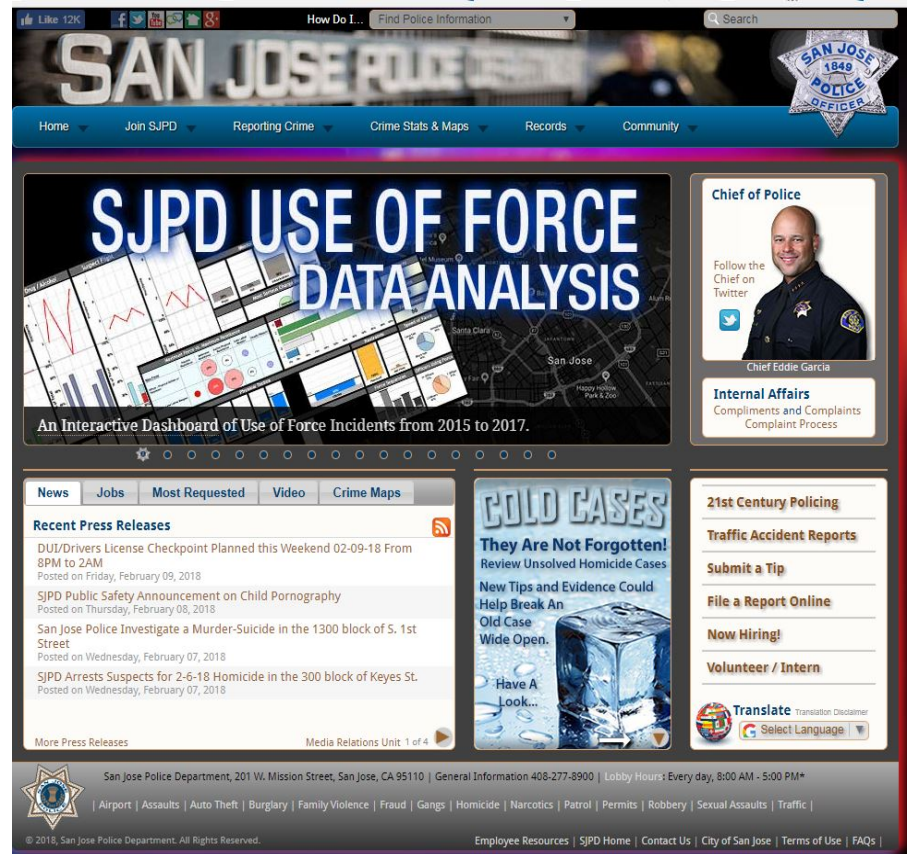 Like 12K
How Do I... Find Police Information
Search
SAN JOSE POLICE
SAN JOSE
1849
POLICE
OFFICER
Home
Join SJPD
Reporting Crime
Crime Stats & Maps
Records
Community
SJPD USE OF FORCE
DATA ANALYSIS
Santa Clara
San Jose
Happy Hollow
Park & Zoo
An Interactive Dashboard of Use of Force Incidents from 2015 to 2017.
Chief of Police
Follow the
Chief on
Twitter
Chief Eddie Garcia
Internal Affairs
Compliments and Complaints
Complaint Process
News
Jobs
Most Requested
Video
Crime Maps
Recent Press Releases
DUI/Drivers License Checkpoint Planned this Weekend 02-09-18 From
8PM to 2AM
Posted on Friday, February 09, 2018
SJPD Public Safety Announcement on Child Pornography
Posted on Thursday, February 08, 2018
San Jose Police Investigate a Murder-Suicide in the 1300 block of S. 1st
Street
Posted on Wednesday, February 07, 2018
SJPD Arrests Suspects for 2-6-18 Homicide in the 300 block of Keyes St.
Posted on Wednesday, February 07, 2018
More Press Releases
Media Relations Unit 1 of 4
COLD CASES
They Are Not Forgotten!
Review Unsolved Homicide Cases
New Tips and Evidence Could
Help Break An
Old Case
Wide Open.
Have A
Look...
21st Century Policing
Traffic Accident Reports
Submit a Tip
File a Report Online
Now Hiring!
Volunteer / Intern
Translate Translation Disclaimer
Select Language
San Jose Police Department, 201 W. Mission Street, San Jose, CA 95110 | General Information 408-277-8900 | Lobby Hours: Every day, 8:00 AM - 5:00 PM*
| Airport | Assaults | Auto Theft | Burglary | Family Violence | Fraud | Gangs | Homicide | Narcotics | Patrol | Permits | Robbery | Sexual Assaults | Traffic |
© 2018, San Jose Police Department. All Rights Reserved.
Employee Resources | SJPD Home | Contact Us | City of San Jose | Terms of Use | FAQs |